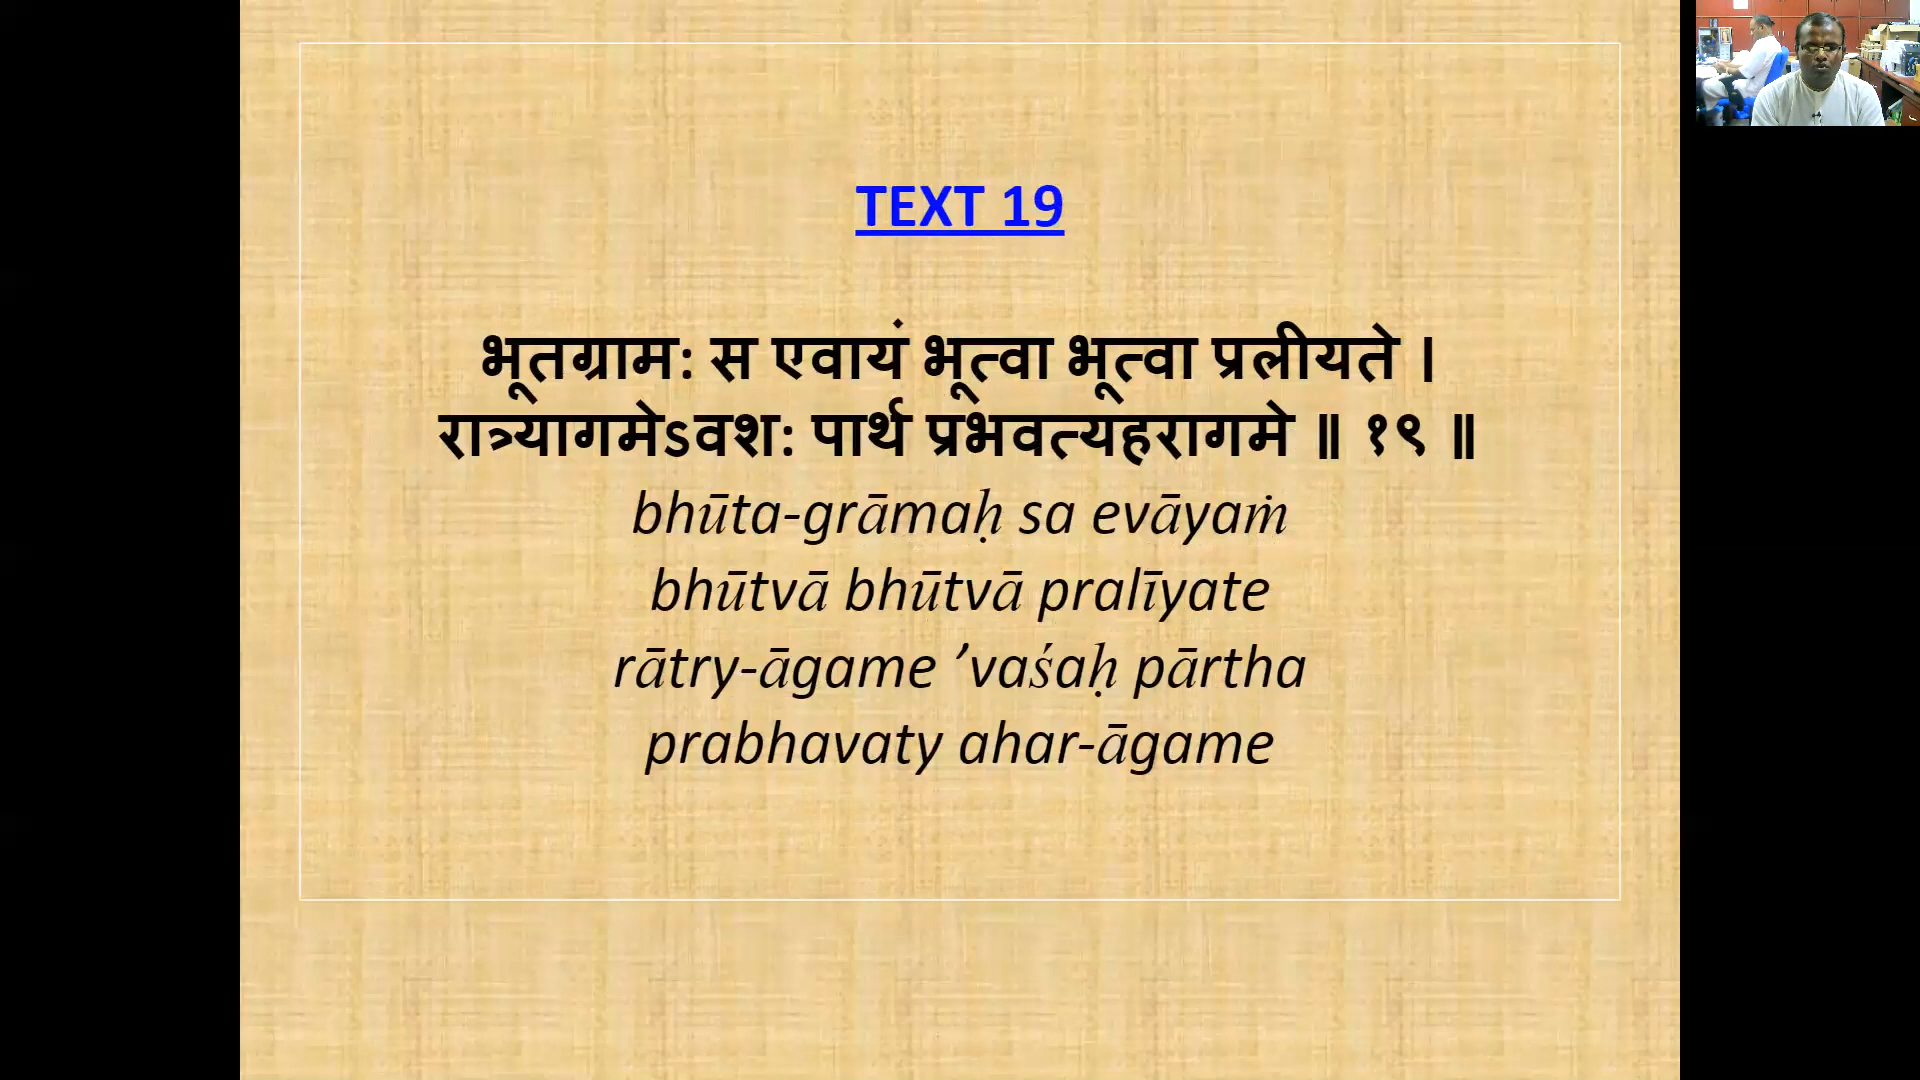 TEXT 19
भूतग्राम: स एवायं भूत्वा भूत्वा प्रलीयते ।
रात्र्यागमेऽवश: पार्थ प्रभवत्यहरागमे ॥ १९ ॥
bhūta-grāmaḥ sa evāyaṁ
bhūtvā bhūtvā pralīyate
rātry-āgame ’vaśaḥ pārtha
prabhavaty ahar-āgame